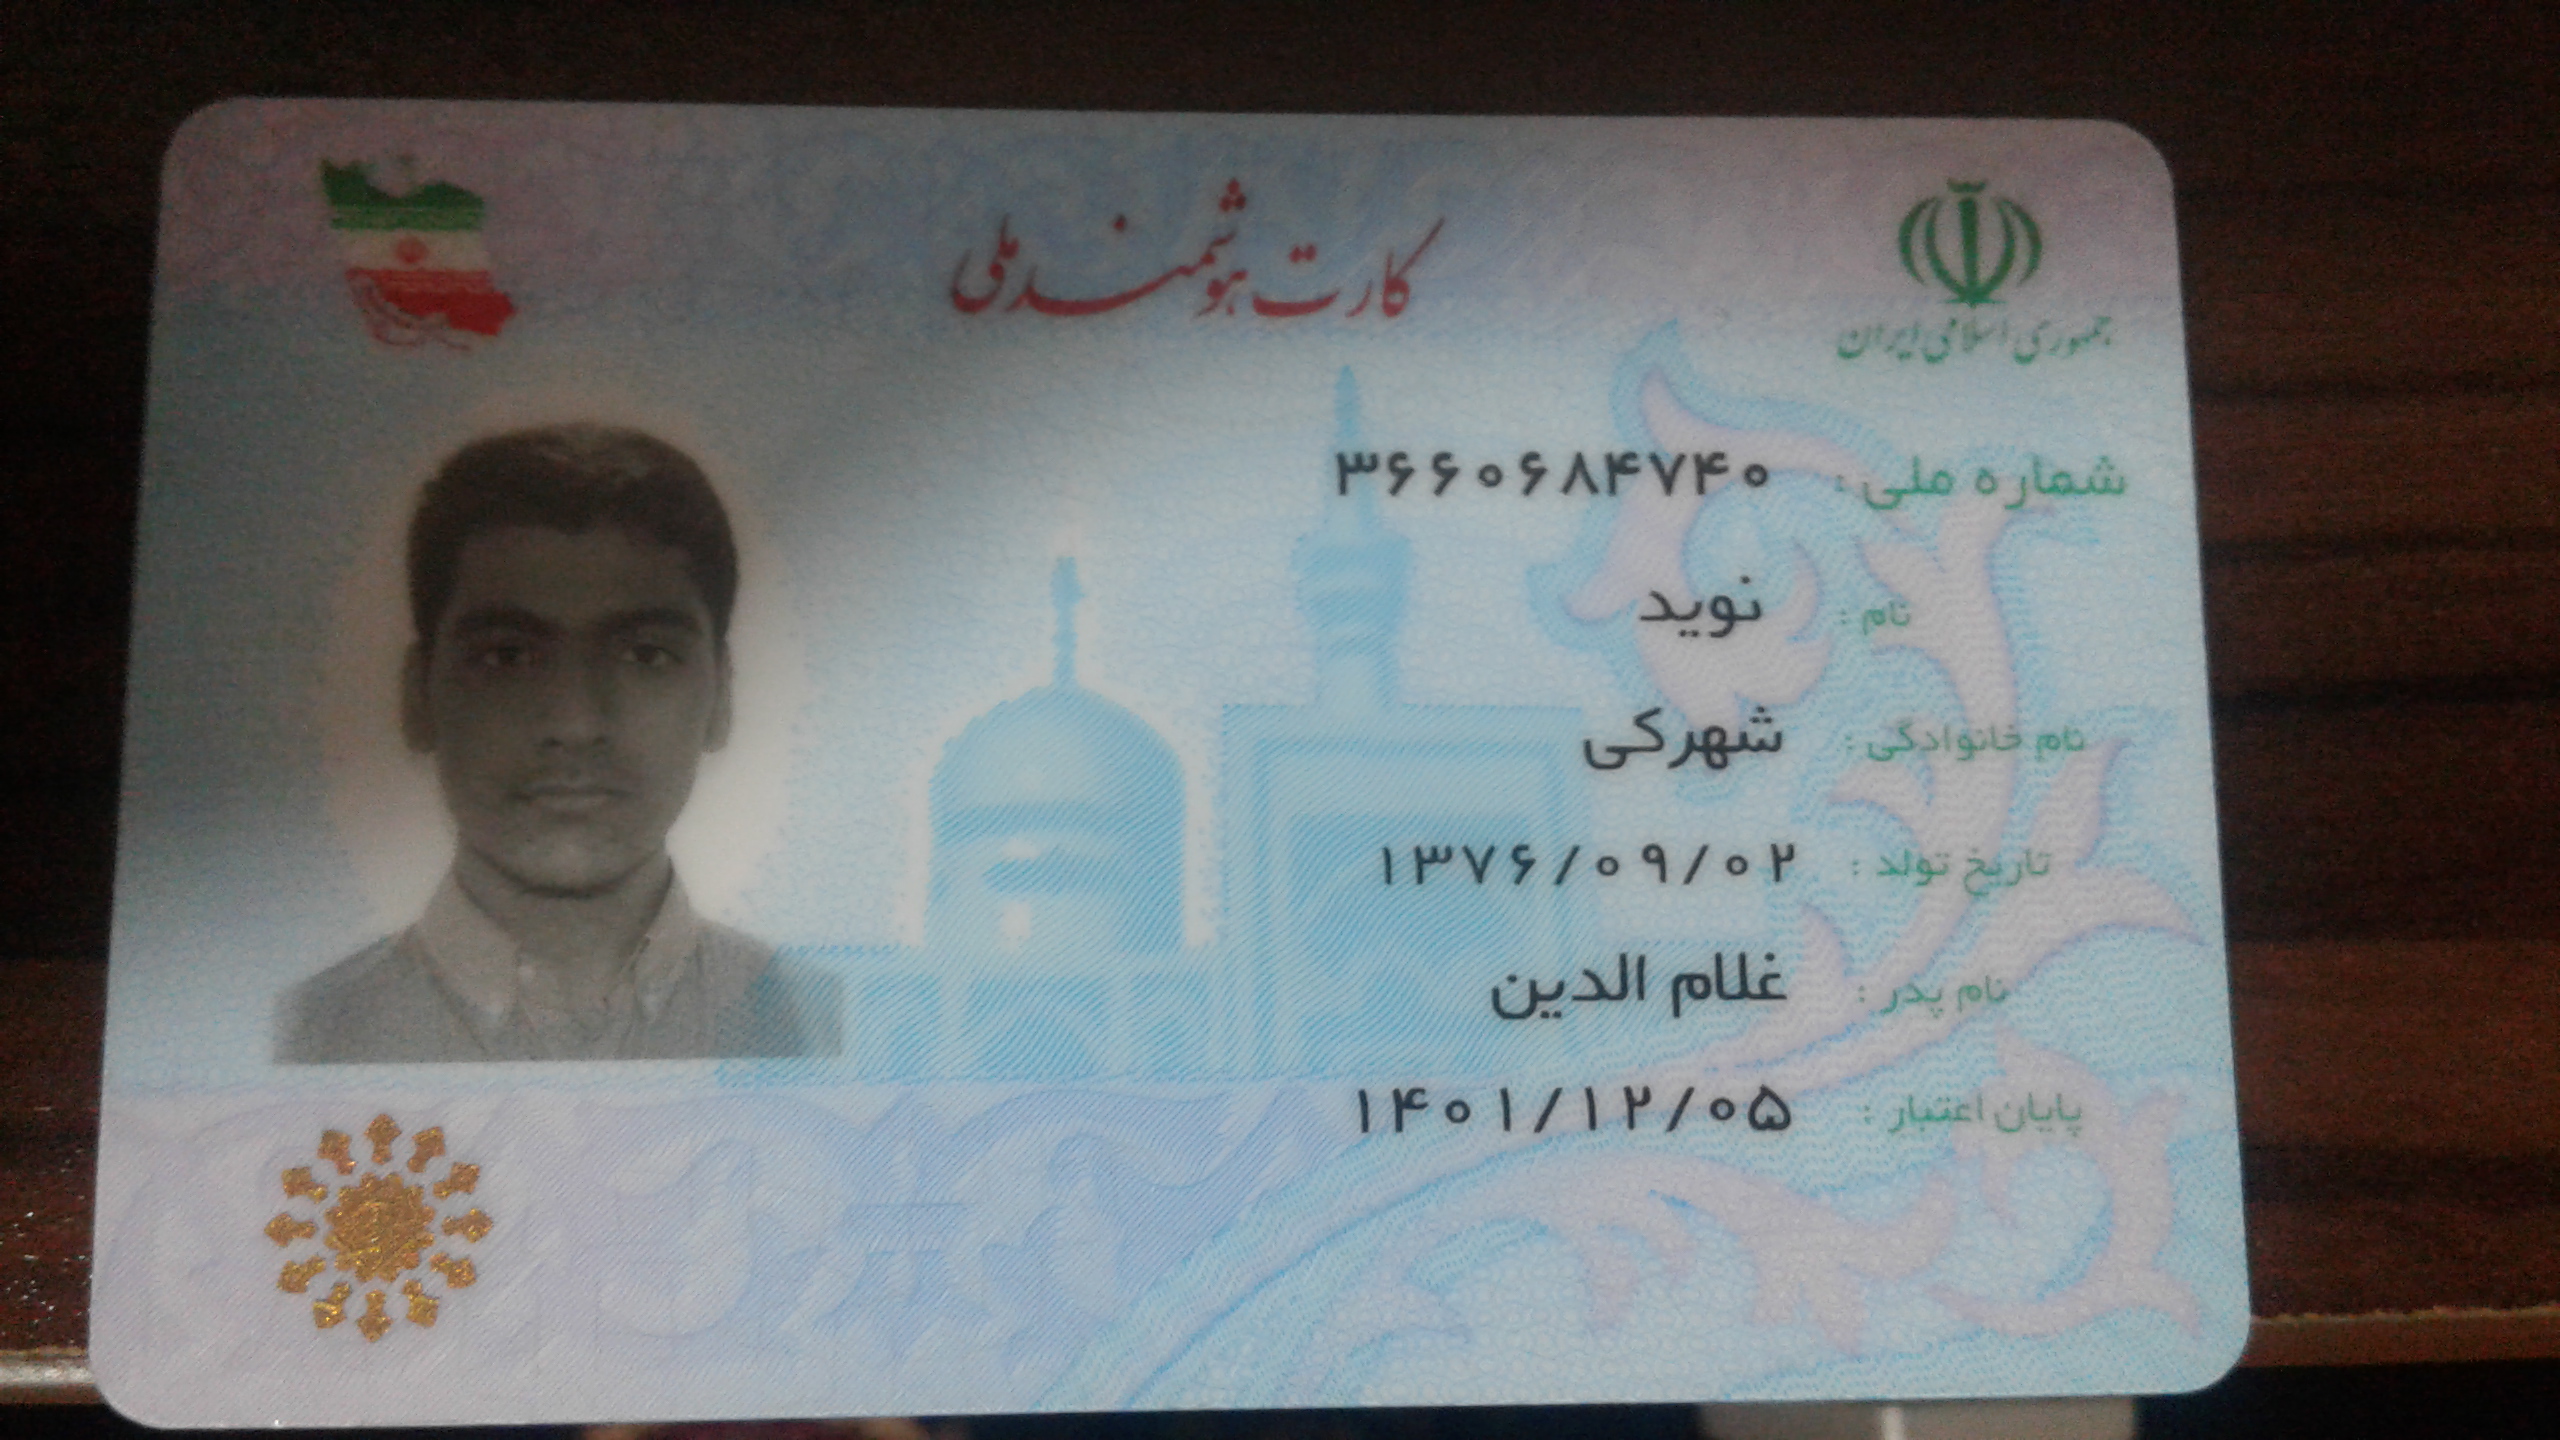 جمهوری اسلامی ایران
کارت هوشمند ملی
شماره ملی: ۳۶۶۰۶۸۴۷۴۰
نام: نوید
نام خانوادگی: شهرکی
تاریخ تولد: ۱۳۷۶/۰۹/۰۲
نام پدر: غلام الدین
پایان اعتبار: ۱۴۰۱/۱۲/۰۵